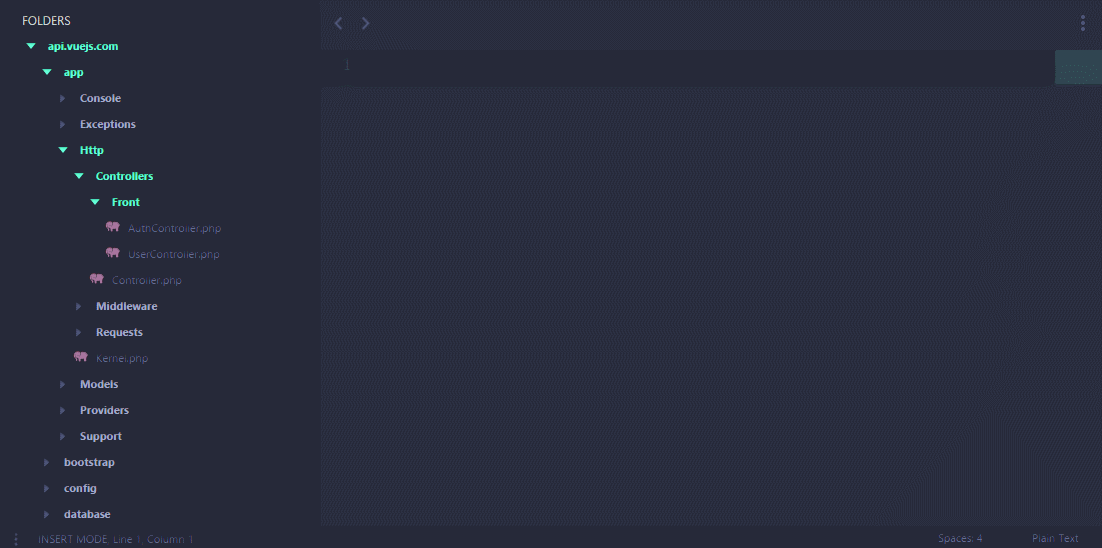 FOLDERS
api.vuejs.com
app
Console
Exceptions
Http
Controllers
Front
AuthController.php
UserController.php
Controller.php
Middleware
Requests
Kernel.php
Models
Providers
Support
bootstrap
config
database
1
INSERT MODE, Line 1, Column 1
Spaces: 4
Plain Text